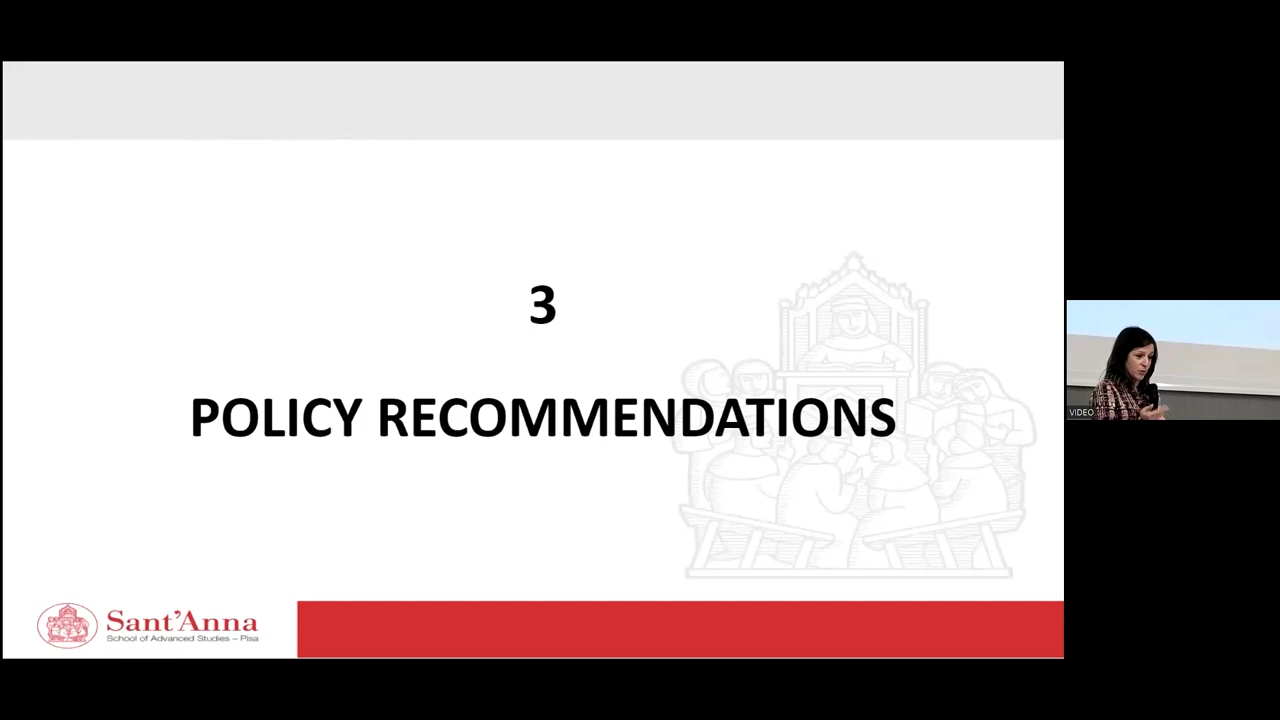 3
POLICY RECOMMENDATIONS
Sant'Anna
School of Advanced Studies – Pisa
VIDEO